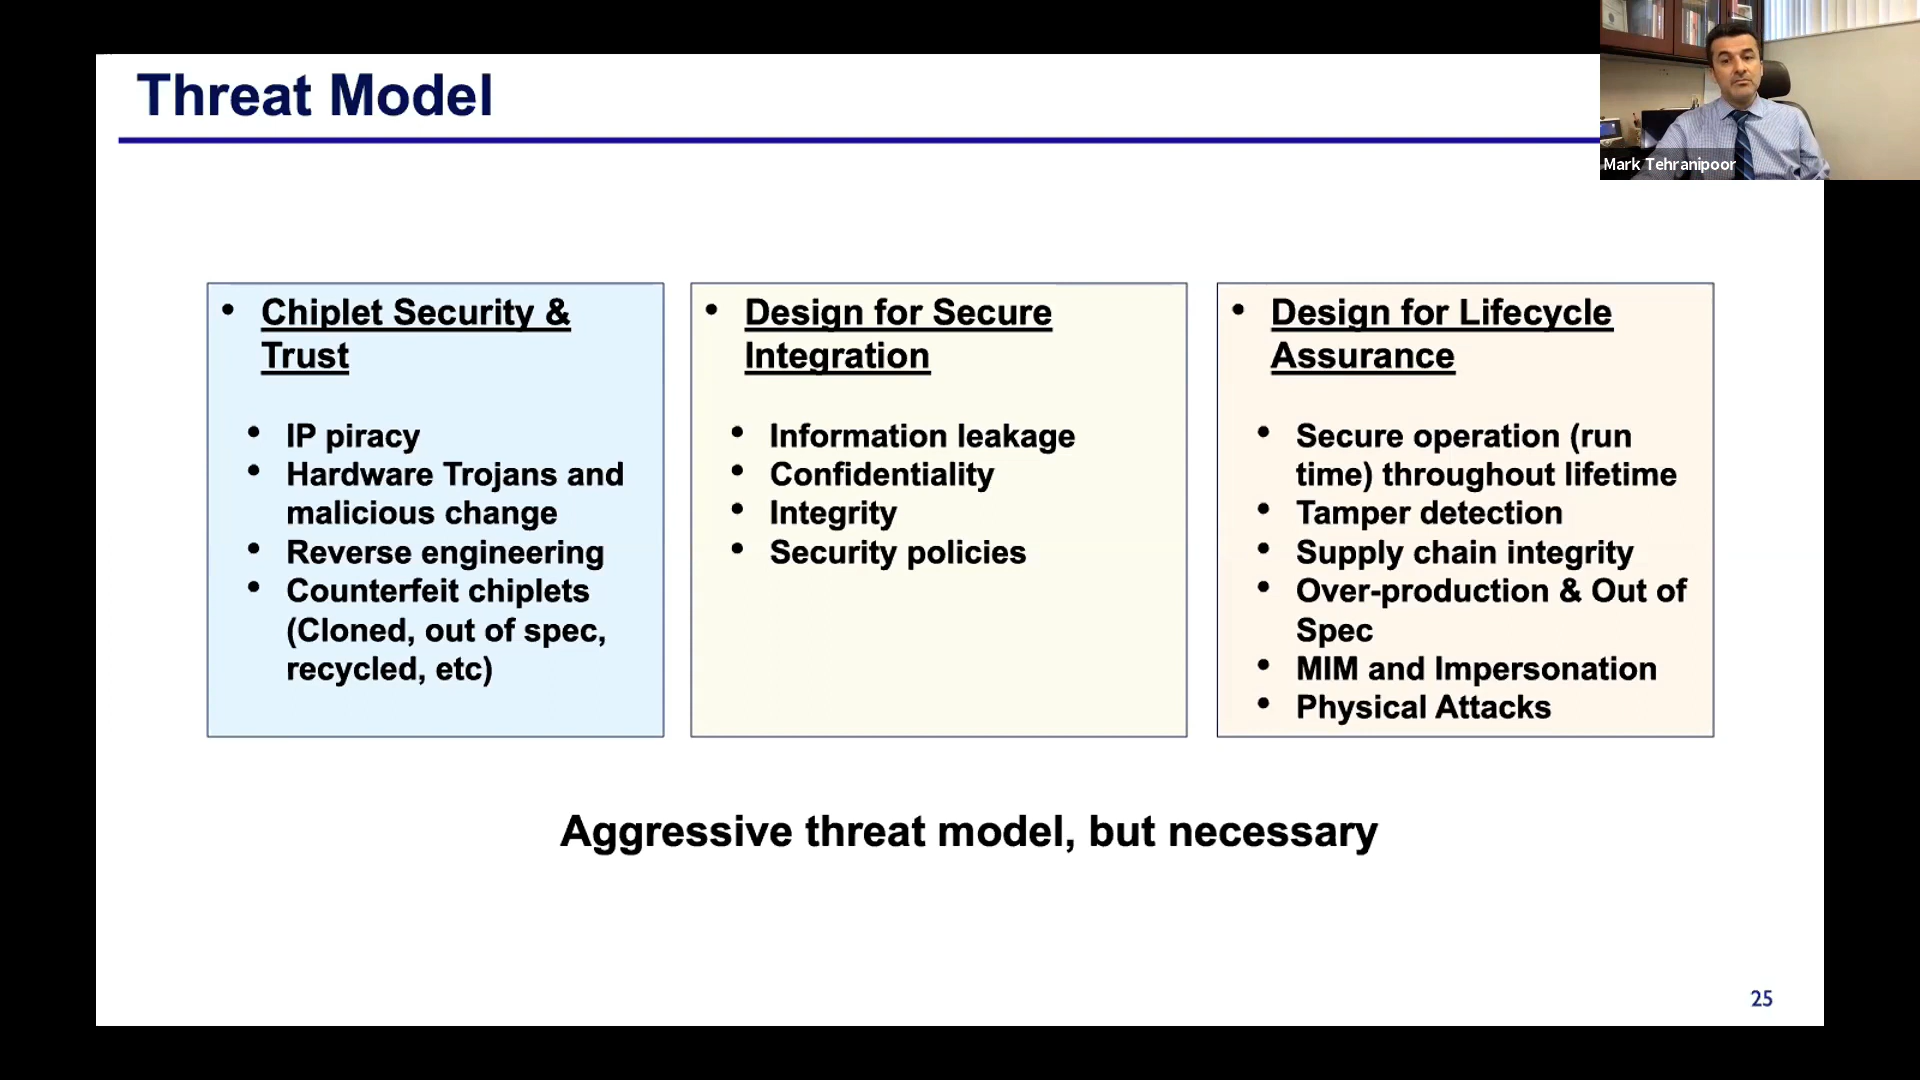 Threat Model
Mark Tehranipoor
• Chiplet Security &
Trust
• IP piracy
• Hardware Trojans and
malicious change
• Reverse engineering
• Counterfeit chiplets
(Cloned, out of spec,
recycled, etc)
• Design for Secure
Integration
• Information leakage
• Confidentiality
• Integrity
• Security policies
• Design for Lifecycle
Assurance
• Secure operation (run
time) throughout lifetime
• Tamper detection
• Supply chain integrity
• Over-production & Out of
Spec
• MIM and Impersonation
• Physical Attacks
Aggressive threat model, but necessary
25